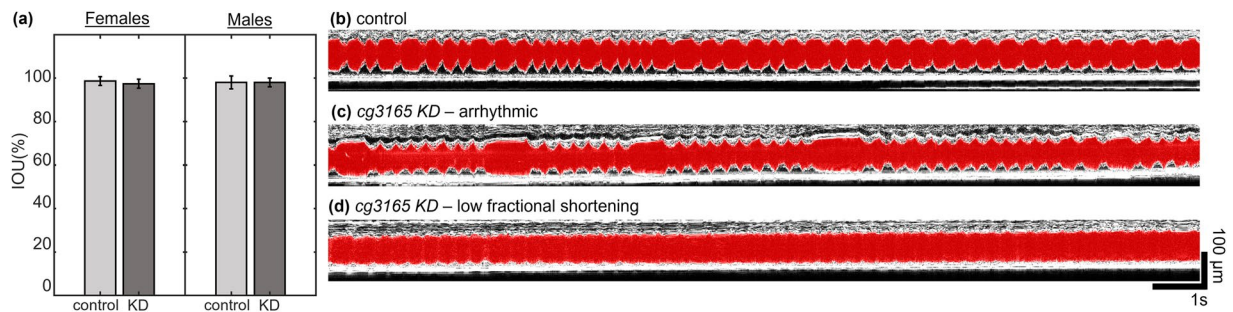 (a)
Females
Males
IOU(%)
100
80
60
40
20
0
control
KD
control
KD
(b) control
(c) cg3165 KD – arrhythmic
(d) cg3165 KD – low fractional shortening
100 μm
1s